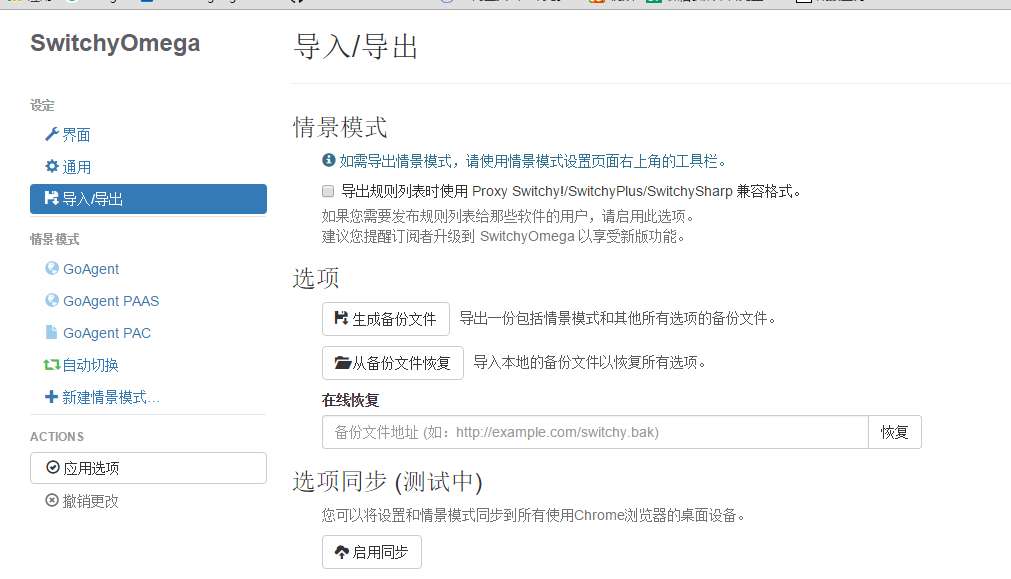 SwitchyOmega
设定
界面
通用
导入/导出
情景模式
GoAgent
GoAgent PAAS
GoAgent PAC
自动切换
新建情景模式...
ACTIONS
应用选项
撤销更改
导入/导出
情景模式
如需导出情景模式，请使用情景模式设置页面右上角的工具栏。
导出规则列表时使用 Proxy Switchy!/SwitchyPlus/SwitchySharp 兼容格式。
如果您需要发布规则列表给那些软件的用户，请启用此选项。
建议您提醒订阅者升级到 SwitchyOmega 以享受新版功能。
选项
生成备份文件 导出一份包括情景模式和其他所有选项的备份文件。
从备份文件恢复 导入本地的备份文件以恢复所有选项。
在线恢复
备份文件地址 (如：http://example.com/switchy.bak) 恢复
选项同步 (测试中)
您可以将设置和情景模式同步到所有使用Chrome浏览器的桌面设备。
启用同步